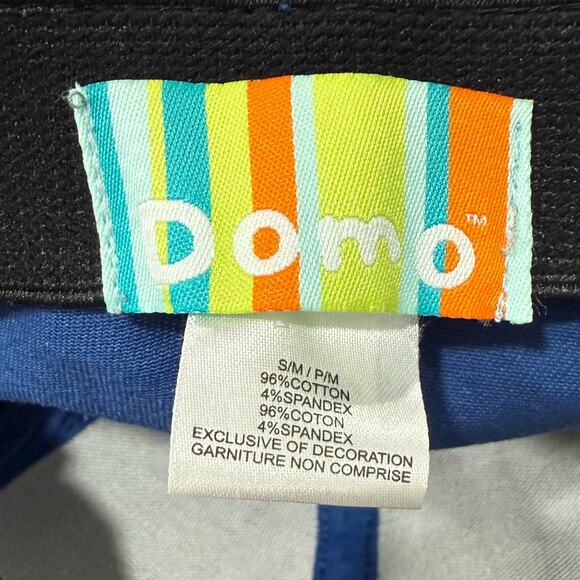 Domo™
S/M / P/M
96%COTTON
4%SPANDEX
96%COTON
4%SPANDEX
EXCLUSIVE OF DECORATION
GARNITURE NON COMPRISE